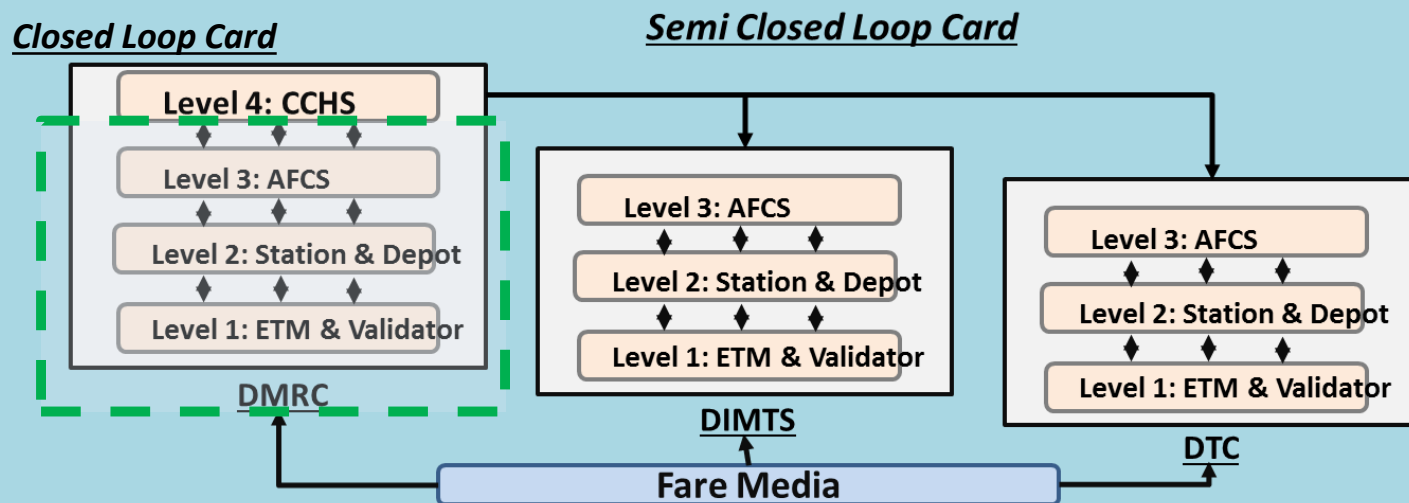 Closed Loop Card
Semi Closed Loop Card
Level 4: CCHS
Level 3: AFCS
Level 2: Station & Depot
Level 1: ETM & Validator
DMRC
Level 3: AFCS
Level 2: Station & Depot
Level 1: ETM & Validator
DIMTS
Level 3: AFCS
Level 2: Station & Depot
Level 1: ETM & Validator
DTC
Fare Media